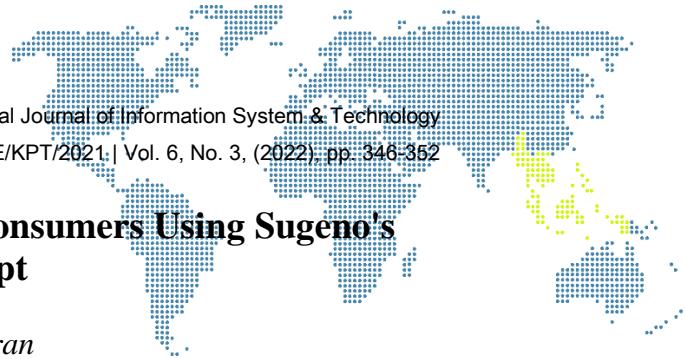 al Journal of Information System & Technology
E/KPT/2021 | Vol. 6, No. 3, (2022), pp. 346-352
onsumers Using Sugeno's
pt
ran